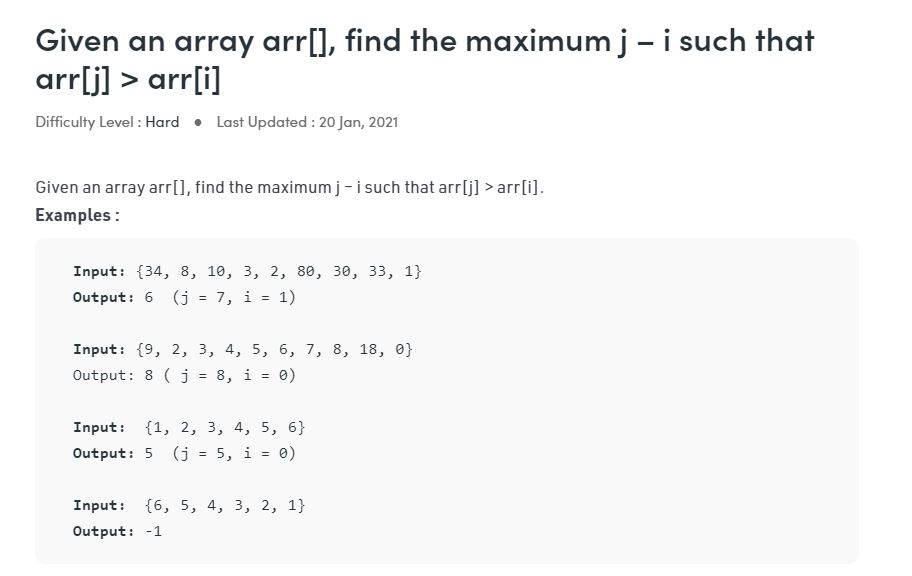 Given an array arr[], find the maximum j – i such that
arr[j] > arr[i]
Difficulty Level : Hard ● Last Updated : 20 Jan, 2021
Given an array arr[], find the maximum j – i such that arr[j] > arr[i].
Examples :
Input: {34, 8, 10, 3, 2, 80, 30, 33, 1}
Output: 6  (j = 7, i = 1)
Input: {9, 2, 3, 4, 5, 6, 7, 8, 18, 0}
Output: 8 ( j = 8, i = 0)
Input:  {1, 2, 3, 4, 5, 6}
Output: 5  (j = 5, i = 0)
Input:  {6, 5, 4, 3, 2, 1}
Output: -1